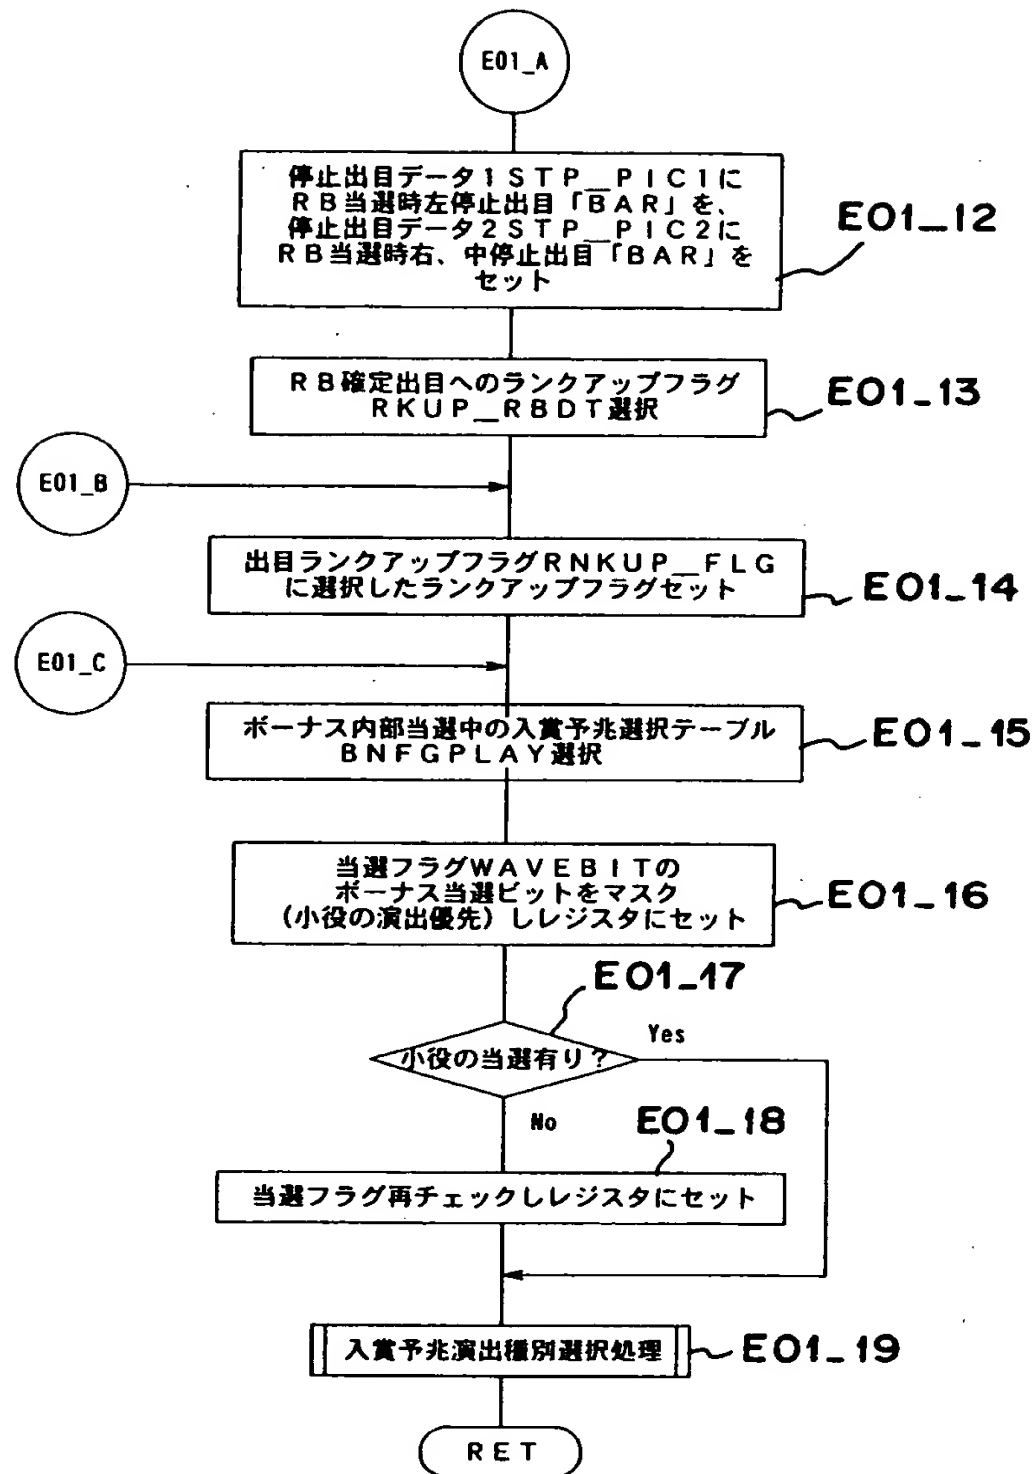 E01_A
停止出目データ1STP__PIC1に
RB当選時左停止出目「BAR」を、
停止出目データ2STP__PIC2に
RB当選時右、中停止出目「BAR」を
セット
E01_12
RB確定出目へのランクアップフラグ
RKUP__RBDT選択
E01_13
E01_B
出目ランクアップフラグRNKUP__FLG
に選択したランクアップフラグセット
E01_14
E01_C
ボーナス内部当選中の入賞予兆選択テーブル
BNFGPLAY選択
E01_15
当選フラグWAVEBITの
ボーナス当選ビットをマスク
(小役の演出優先)しレジスタにセット
E01_16
E01_17
小役の当選有り?
Yes
No
E01_18
当選フラグ再チェックしレジスタにセット
入賞予兆演出種別選択処理
E01_19
RET